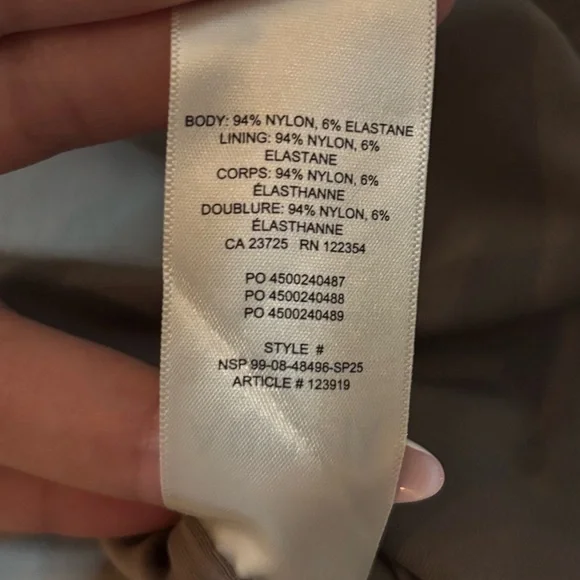 BODY: 94% NYLON, 6% ELASTANE
LINING: 94% NYLON, 6%
ELASTANE
CORPS: 94% NYLON, 6%
ÉLASTHANNE
DOUBLURE: 94% NYLON, 6%
ÉLASTHANNE
CA 23725 RN 122354
PO 4500240487
PO 4500240488
PO 4500240489
STYLE #
NSP 99-08-48496-SP25
ARTICLE # 123919